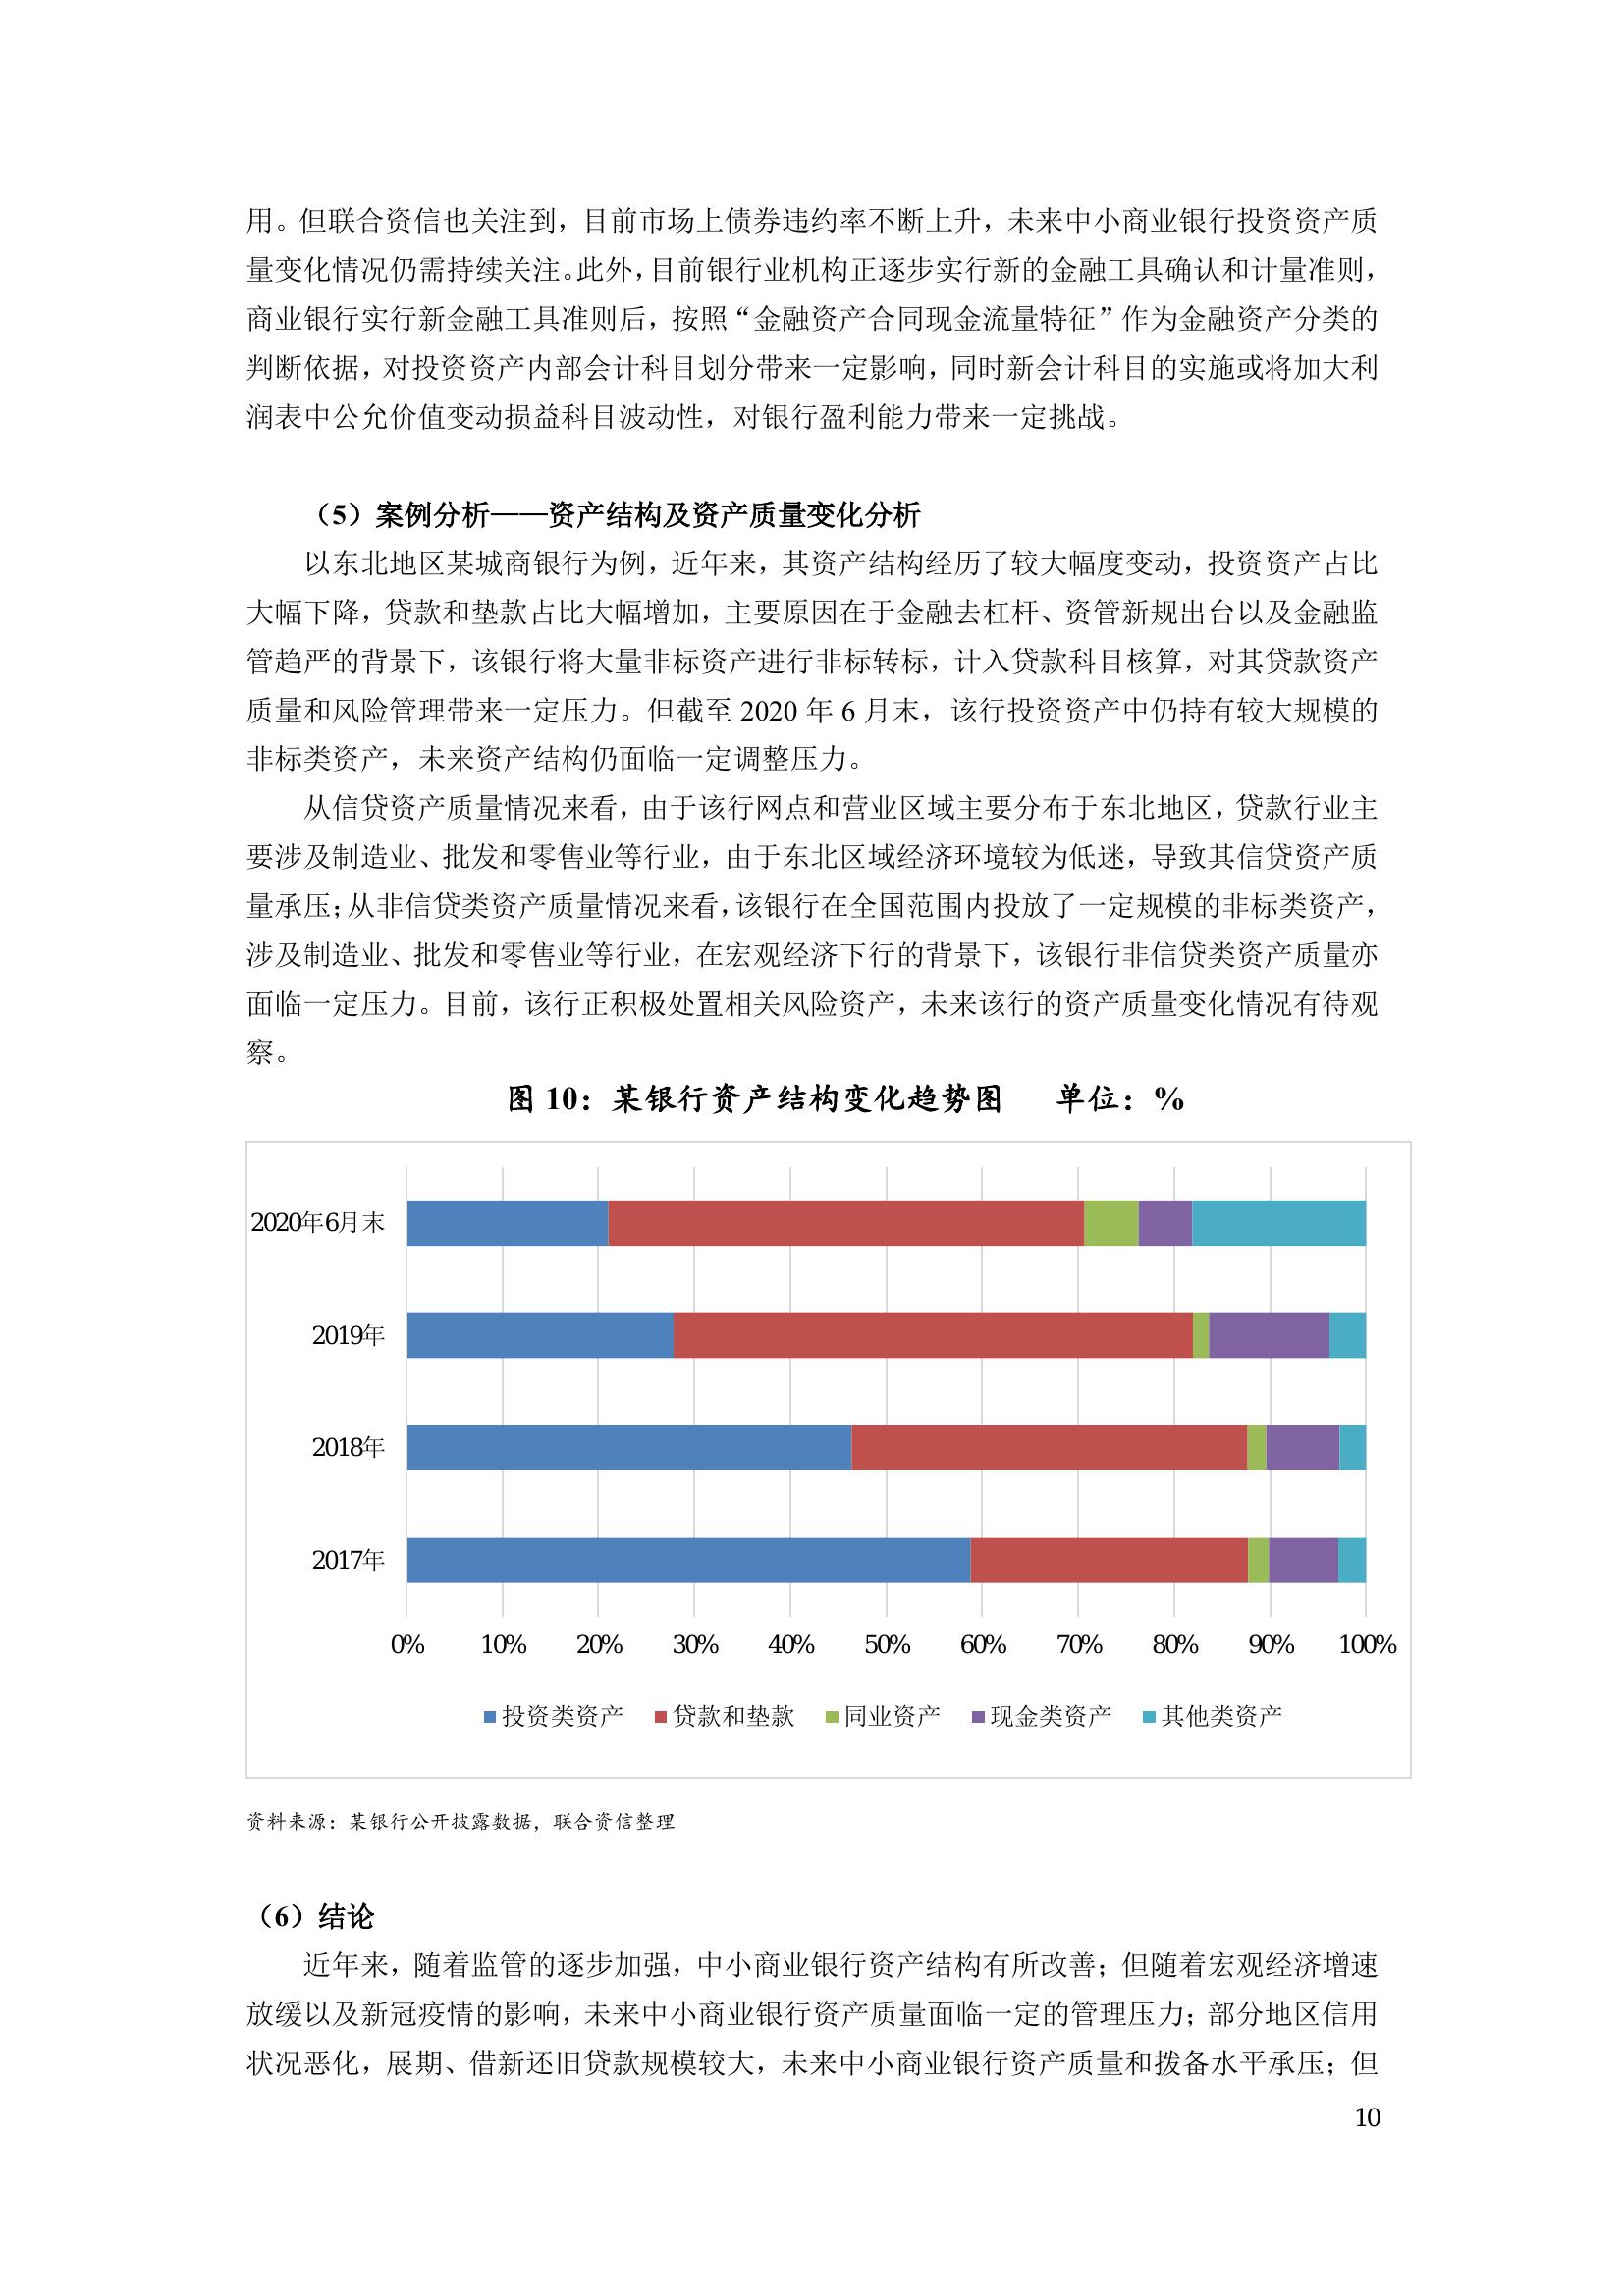 用。但联合资信也关注到，目前市场上债券违约率不断上升，未来中小商业银行投资资产质
量变化情况仍需持续关注。此外，目前银行业机构正逐步实行新的金融工具确认和计量准则，
商业银行实行新金融工具准则后，按照“金融资产合同现金流量特征”作为金融资产分类的
判断依据，对投资资产内部会计科目划分带来一定影响，同时新会计科目的实施或将加大利
润表中公允价值变动损益科目波动性，对银行盈利能力带来一定挑战。
（5）案例分析——资产结构及资产质量变化分析
以东北地区某城商银行为例，近年来，其资产结构经历了较大幅度变动，投资资产占比
大幅下降，贷款和垫款占比大幅增加，主要原因在于金融去杠杆、资管新规出台以及金融监
管趋严的背景下，该银行将大量非标资产进行非标转标，计入贷款科目核算，对其贷款资产
质量和风险管理带来一定压力。但截至 2020 年 6 月末，该行投资资产中仍持有较大规模的
非标类资产，未来资产结构仍面临一定调整压力。
从信贷资产质量情况来看，由于该行网点和营业区域主要分布于东北地区，贷款行业主
要涉及制造业、批发和零售业等行业，由于东北区域经济环境较为低迷，导致其信贷资产质
量承压；从非信贷类资产质量情况来看，该银行在全国范围内投放了一定规模的非标类资产，
涉及制造业、批发和零售业等行业，在宏观经济下行的背景下，该银行非信贷类资产质量亦
面临一定压力。目前，该行正积极处置相关风险资产，未来该行的资产质量变化情况有待观
察。
图 10：某银行资产结构变化趋势图 单位：%
2020年6月末
2019年
2018年
2017年
0% 10% 20% 30% 40% 50% 60% 70% 80% 90% 100%
投资类资产 贷款和垫款 同业资产 现金类资产 其他类资产
资料来源：某银行公开披露数据，联合资信整理
（6）结论
近年来，随着监管的逐步加强，中小商业银行资产结构有所改善；但随着宏观经济增速
放缓以及新冠疫情的影响，未来中小商业银行资产质量面临一定的管理压力；部分地区信用
状况恶化，展期、借新还旧贷款规模较大，未来中小商业银行资产质量和拨备水平承压；但
10